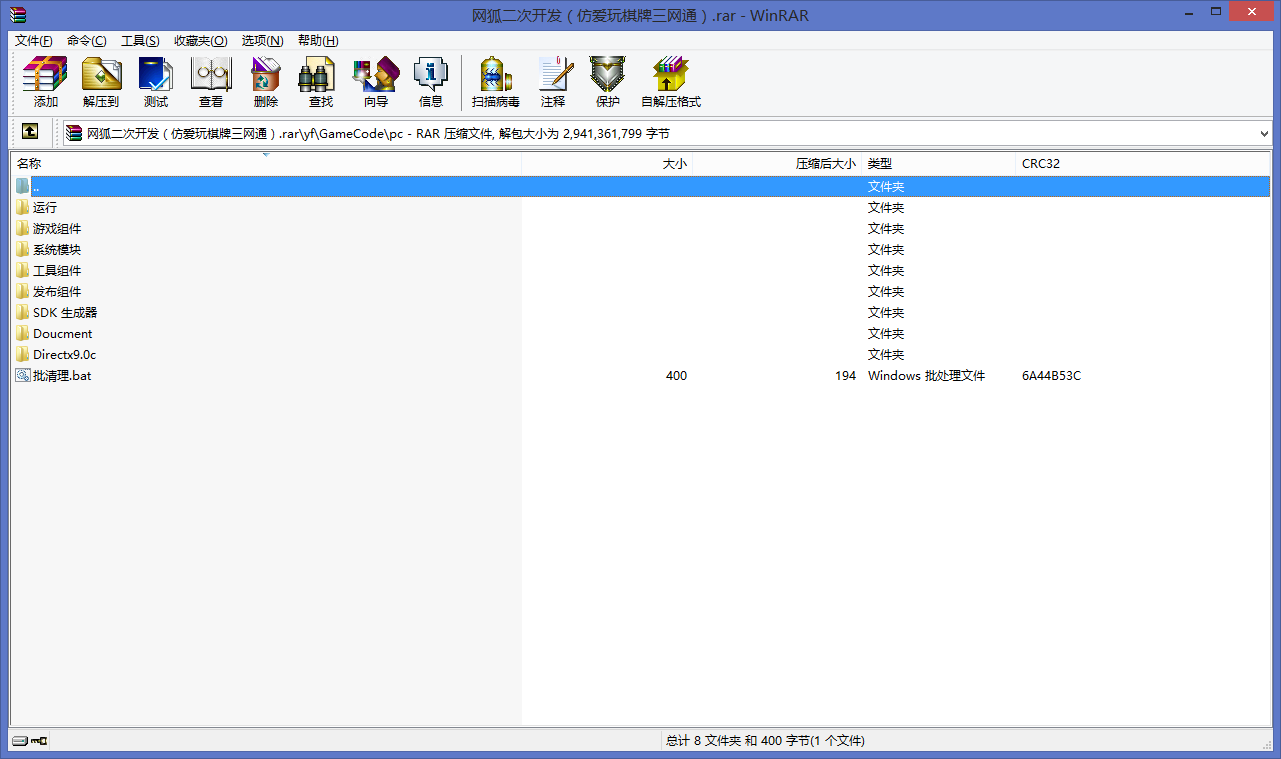 网狐二次开发（仿爱玩棋牌三网通）.rar - WinRAR
文件(F) 命令(C) 工具(S) 收藏夹(O) 选项(N) 帮助(H)
添加 解压到 测试 查看 删除 查找 向导 信息 扫描病毒 注释 保护 自解压格式
网狐二次开发（仿爱玩棋牌三网通）.rar\yf\GameCode\pc - RAR 压缩文件, 解包大小为 2,941,361,799 字节
名称 大小 压缩后大小 类型 CRC32
.. 文件夹
运行 文件夹
游戏组件 文件夹
系统模块 文件夹
工具组件 文件夹
发布组件 文件夹
SDK 生成器 文件夹
Doucment 文件夹
Directx9.0c 文件夹
批清理.bat 400 194 Windows 批处理文件 6A44B53C
总计 8 文件夹 和 400 字节(1 个文件)